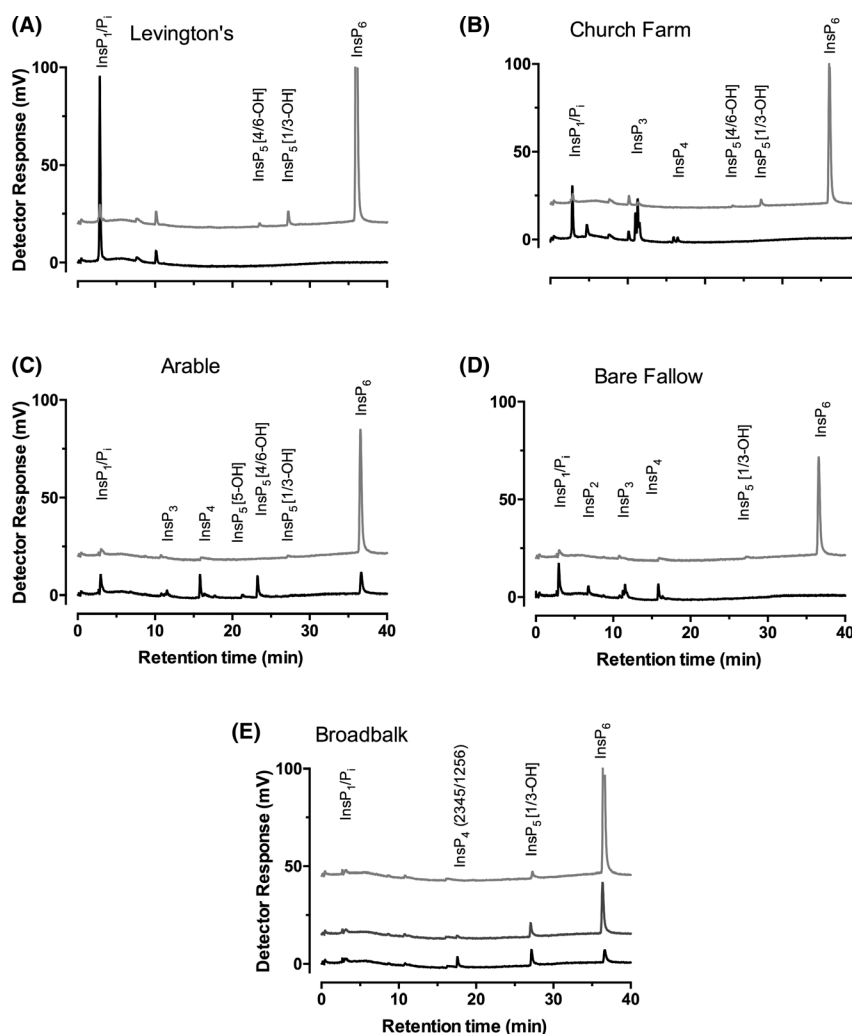 (A)
Levington's
InsP1/Pi
InsP5 [4/6-OH]
InsP5 [1/3-OH]
InsP6
Detector Response (mV)
100
50
0
(B)
Church Farm
InsP1/Pi
InsP3
InsP4
InsP5 [4/6-OH]
InsP5 [1/3-OH]
InsP6
Detector Response (mV)
100
50
0
(C)
Arable
InsP1/Pi
InsP3
InsP4
InsP5 [5-OH]
InsP5 [4/6-OH]
InsP5 [1/3-OH]
InsP6
Detector Response (mV)
100
50
0
0 10 20 30 40
Retention time (min)
(D)
Bare Fallow
InsP1/Pi
InsP2
InsP3
InsP4
InsP5 [1/3-OH]
InsP6
Detector Response (mV)
100
50
0
0 10 20 30 40
Retention time (min)
(E)
Broadbalk
InsP1/Pi
InsP4 (2345/1256)
InsP5 [1/3-OH]
InsP6
Detector Response (mV)
100
50
0
0 10 20 30 40
Retention time (min)